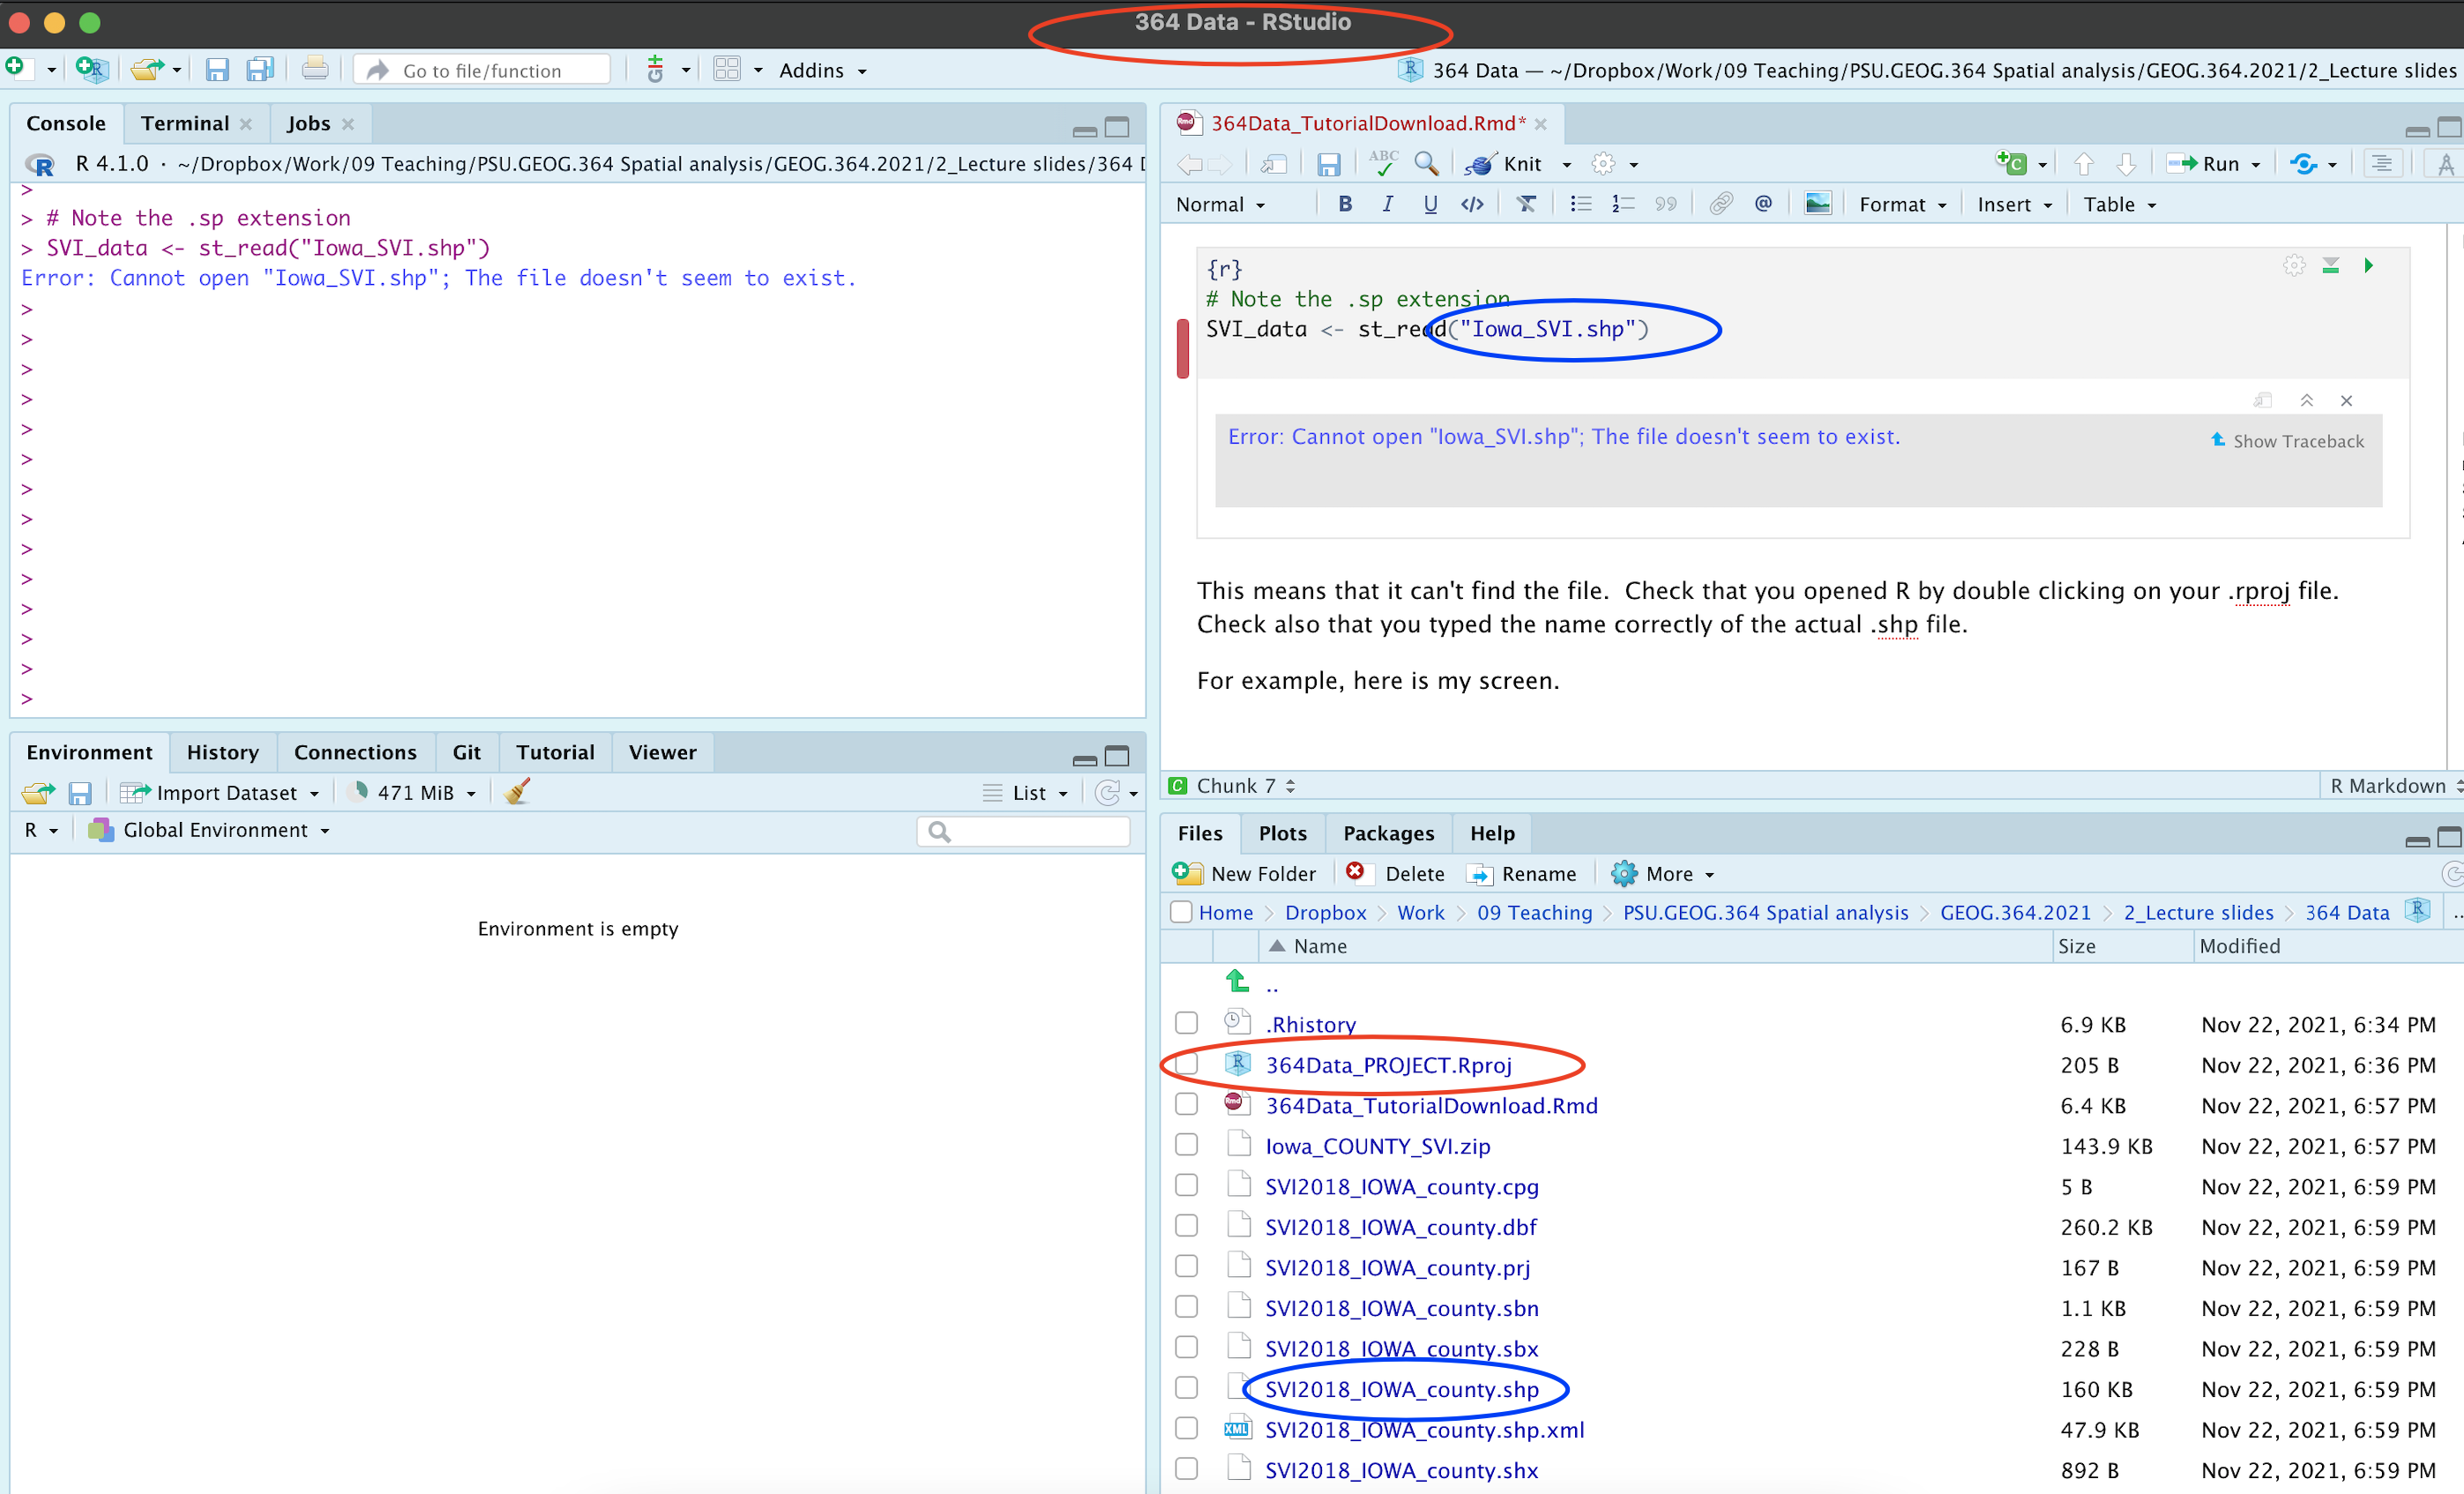 364 Data - RStudio
Go to file/function
Addins
364 Data — ~/Dropbox/Work/09 Teaching/PSU.GEOG.364 Spatial analysis/GEOG.364.2021/2_Lecture slides
Console Terminal Jobs
R 4.1.0 · ~/Dropbox/Work/09 Teaching/PSU.GEOG.364 Spatial analysis/GEOG.364.2021/2_Lecture slides/364
>
> # Note the .sp extension
> SVI_data <- st_read("Iowa_SVI.shp")
Error: Cannot open "Iowa_SVI.shp"; The file doesn't seem to exist.
>
>
>
>
>
>
>
>
>
>
>
>
>
>
364Data_TutorialDownload.Rmd*
ABC Knit Run
Normal B I U </> Format Insert Table
{r}
# Note the .sp extension
SVI_data <- st_read("Iowa_SVI.shp")
Error: Cannot open "Iowa_SVI.shp"; The file doesn't seem to exist.
Show Traceback
This means that it can't find the file. Check that you opened R by double clicking on your .rproj file.
Check also that you typed the name correctly of the actual .shp file.
For example, here is my screen.
Chunk 7 R Markdown
Environment History Connections Git Tutorial Viewer
Import Dataset 471 MiB List
R Global Environment
Environment is empty
Files Plots Packages Help
New Folder Delete Rename More
Home Dropbox Work 09 Teaching PSU.GEOG.364 Spatial analysis GEOG.364.2021 2_Lecture slides 364 Data
Name Size Modified
..
.Rhistory 6.9 KB Nov 22, 2021, 6:34 PM
364Data_PROJECT.Rproj 205 B Nov 22, 2021, 6:36 PM
364Data_TutorialDownload.Rmd 6.4 KB Nov 22, 2021, 6:57 PM
Iowa_COUNTY_SVI.zip 143.9 KB Nov 22, 2021, 6:57 PM
SVI2018_IOWA_county.cpg 5 B Nov 22, 2021, 6:59 PM
SVI2018_IOWA_county.dbf 260.2 KB Nov 22, 2021, 6:59 PM
SVI2018_IOWA_county.prj 167 B Nov 22, 2021, 6:59 PM
SVI2018_IOWA_county.sbn 1.1 KB Nov 22, 2021, 6:59 PM
SVI2018_IOWA_county.sbx 228 B Nov 22, 2021, 6:59 PM
SVI2018_IOWA_county.shp 160 KB Nov 22, 2021, 6:59 PM
SVI2018_IOWA_county.shp.xml 47.9 KB Nov 22, 2021, 6:59 PM
SVI2018_IOWA_county.shx 892 B Nov 22, 2021, 6:59 PM